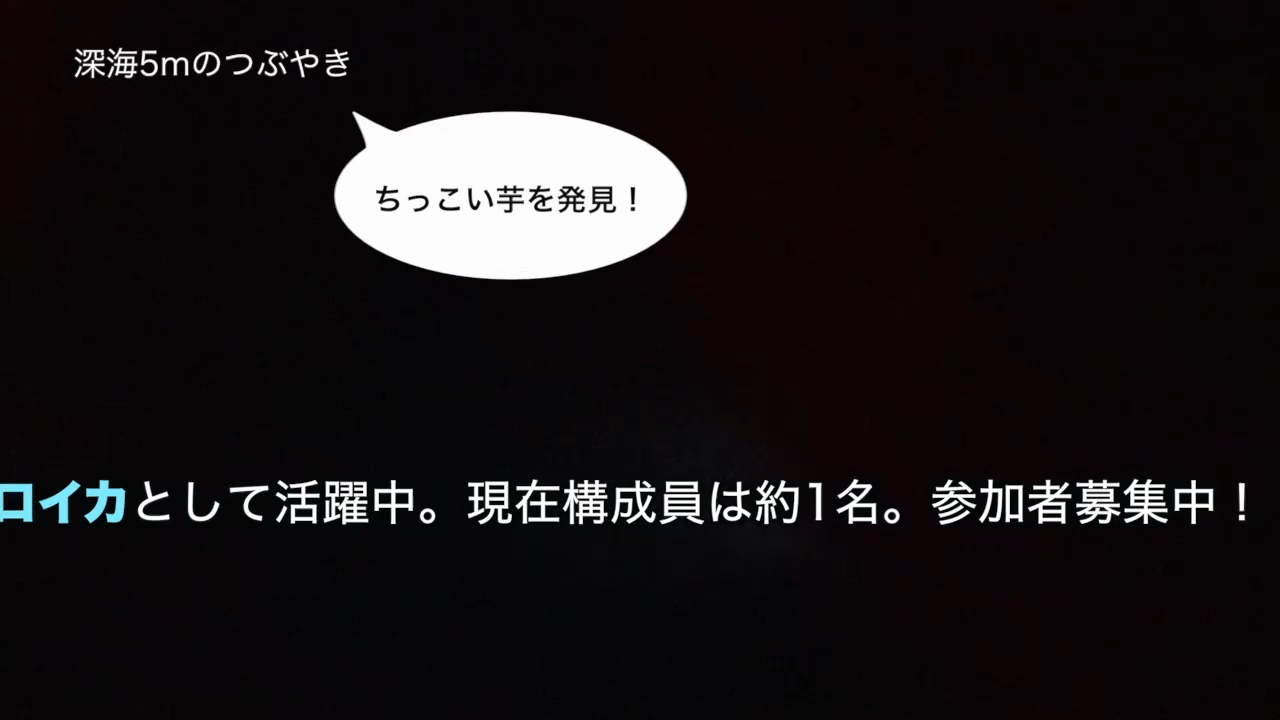 深海5mのつぶやき
ちっこい芋を発見！
ロイカとして活躍中。現在構成員は約1名。参加者募集中！